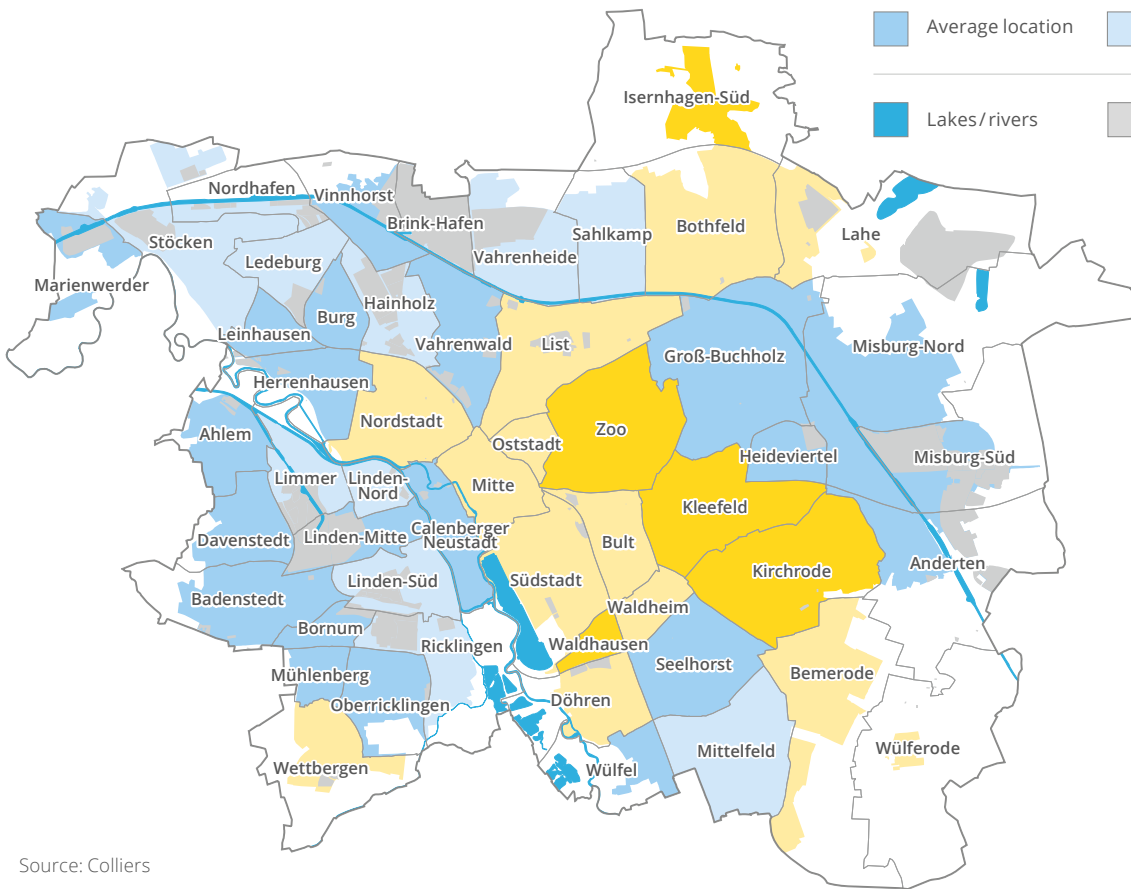 Average location
Isernhagen-Süd
Lakes/rivers
Nordhafen
Vinnhorst
Brink-Hafen
Bothfeld
Sahlkamp
Lahe
Stöcken
Vahrenheide
Ledeburg
Marienwerder
Hainholz
Burg
Leinhausen
Vahrenwald
List
Misburg-Nord
Groß-Buchholz
Herrenhausen
Nordstadt
Zoo
Ahlem
Oststadt
Heideviertel
Misburg-Süd
Limmer
Linden-
Nord
Mitte
Kleefeld
Calenberger
Neustadt
Linden-Mitte
Davenstedt
Bult
Anderten
Kirchrode
Linden-Süd
Südstadt
Badenstedt
Waldheim
Bornum
Ricklingen
Waldhausen
Seelhorst
Bemerode
Mühlenberg
Oberricklingen
Döhren
Mittelfeld
Wülferode
Wettbergen
Wülfel
Source: Colliers